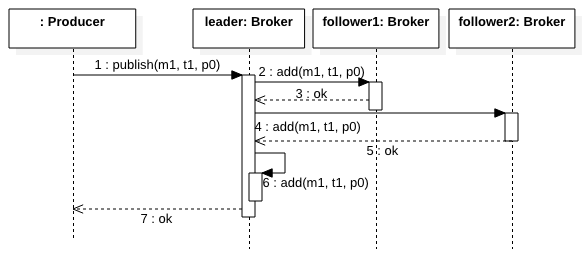 : Producer
leader: Broker
follower1: Broker
follower2: Broker
1 : publish(m1, t1, p0)
2 : add(m1, t1, p0)
3 : ok
4 : add(m1, t1, p0)
5 : ok
6 : add(m1, t1, p0)
7 : ok